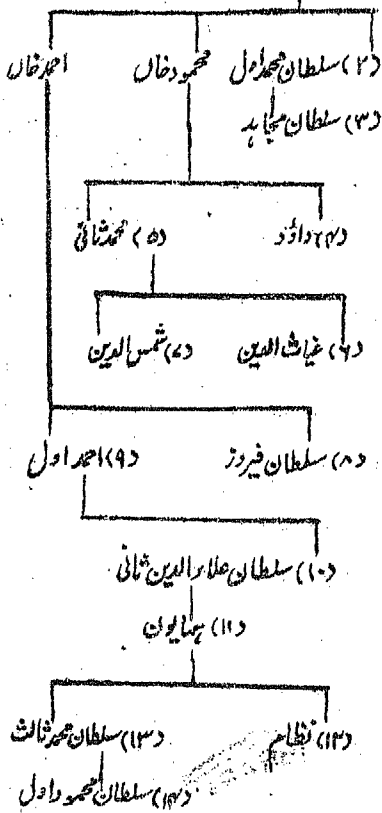 (۲) سلطان محمد اول محمود خاں احمد خاں
(۳) سلطان مجاہد
(۴) داؤد (۵) محمد ثانی
(۶) غیاث الدین (۷) شمس الدین
(۸) سلطان فیروز (۹) احمد اول
(۱۰) سلطان علاء الدین ثانی
(۱۱) ہمایون
(۱۲) نظام (۱۳) سلطان محمد ثالث
(۱۴) سلطان محمود اول